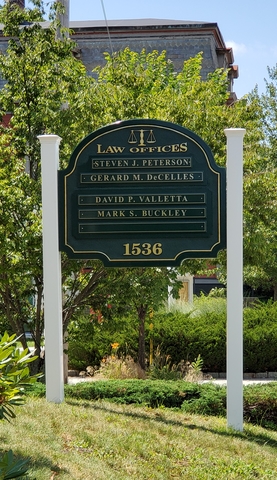 LAW OFFICES
STEVEN J. PETERSON
GERARD M. DeCELLES
DAVID P. VALLETTA
MARK S. BUCKLEY
1536